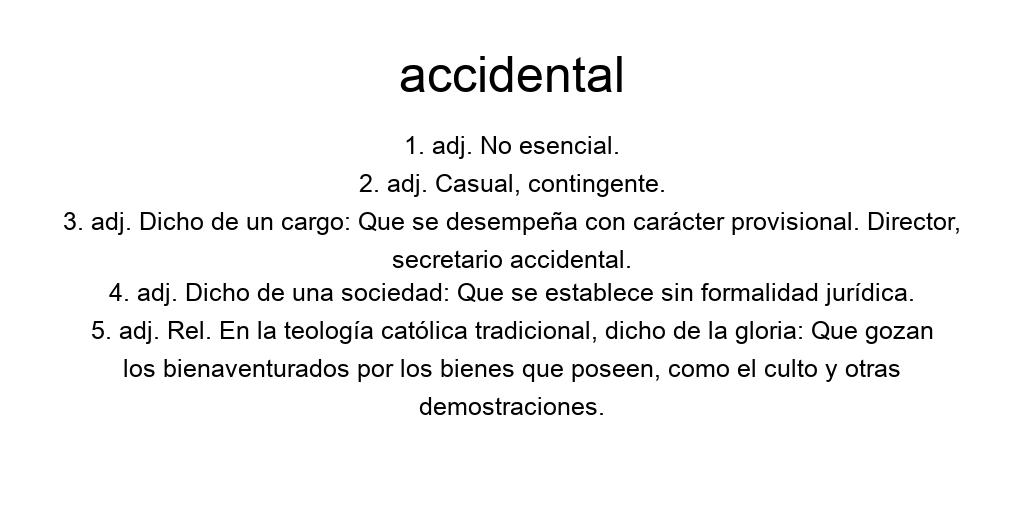 accidental
1. adj. No esencial.
2. adj. Casual, contingente.
3. adj. Dicho de un cargo: Que se desempeña con carácter provisional. Director,
secretario accidental.
4. adj. Dicho de una sociedad: Que se establece sin formalidad jurídica.
5. adj. Rel. En la teología católica tradicional, dicho de la gloria: Que gozan
los bienaventurados por los bienes que poseen, como el culto y otras
demostraciones.